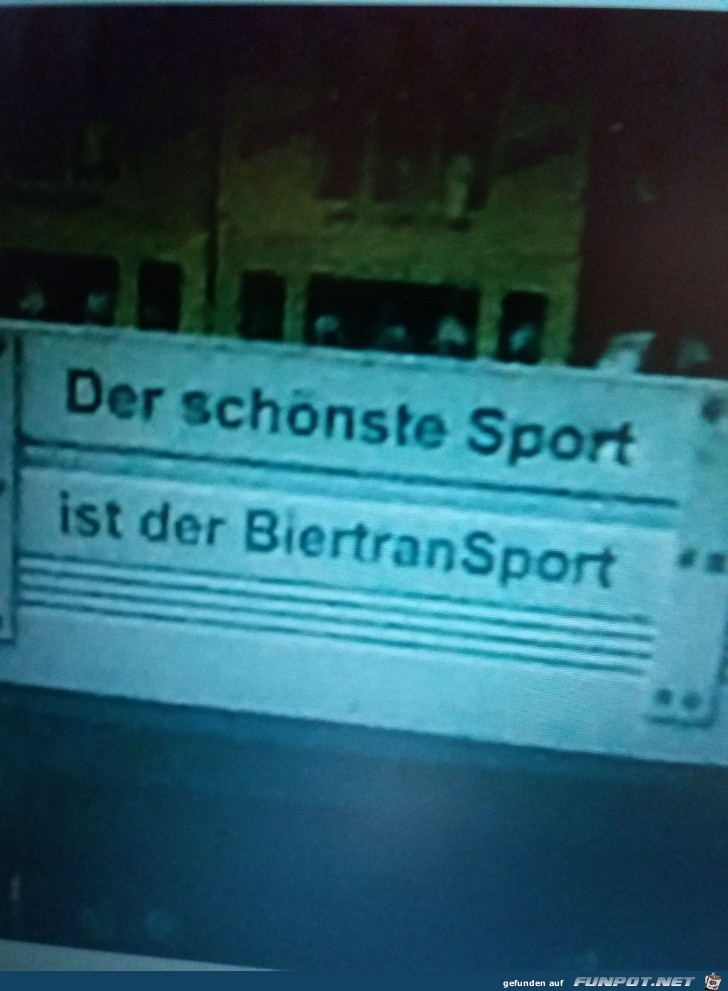 Der schönste Sport
ist der BiertranSport
gefunden auf FUNPOT.NET